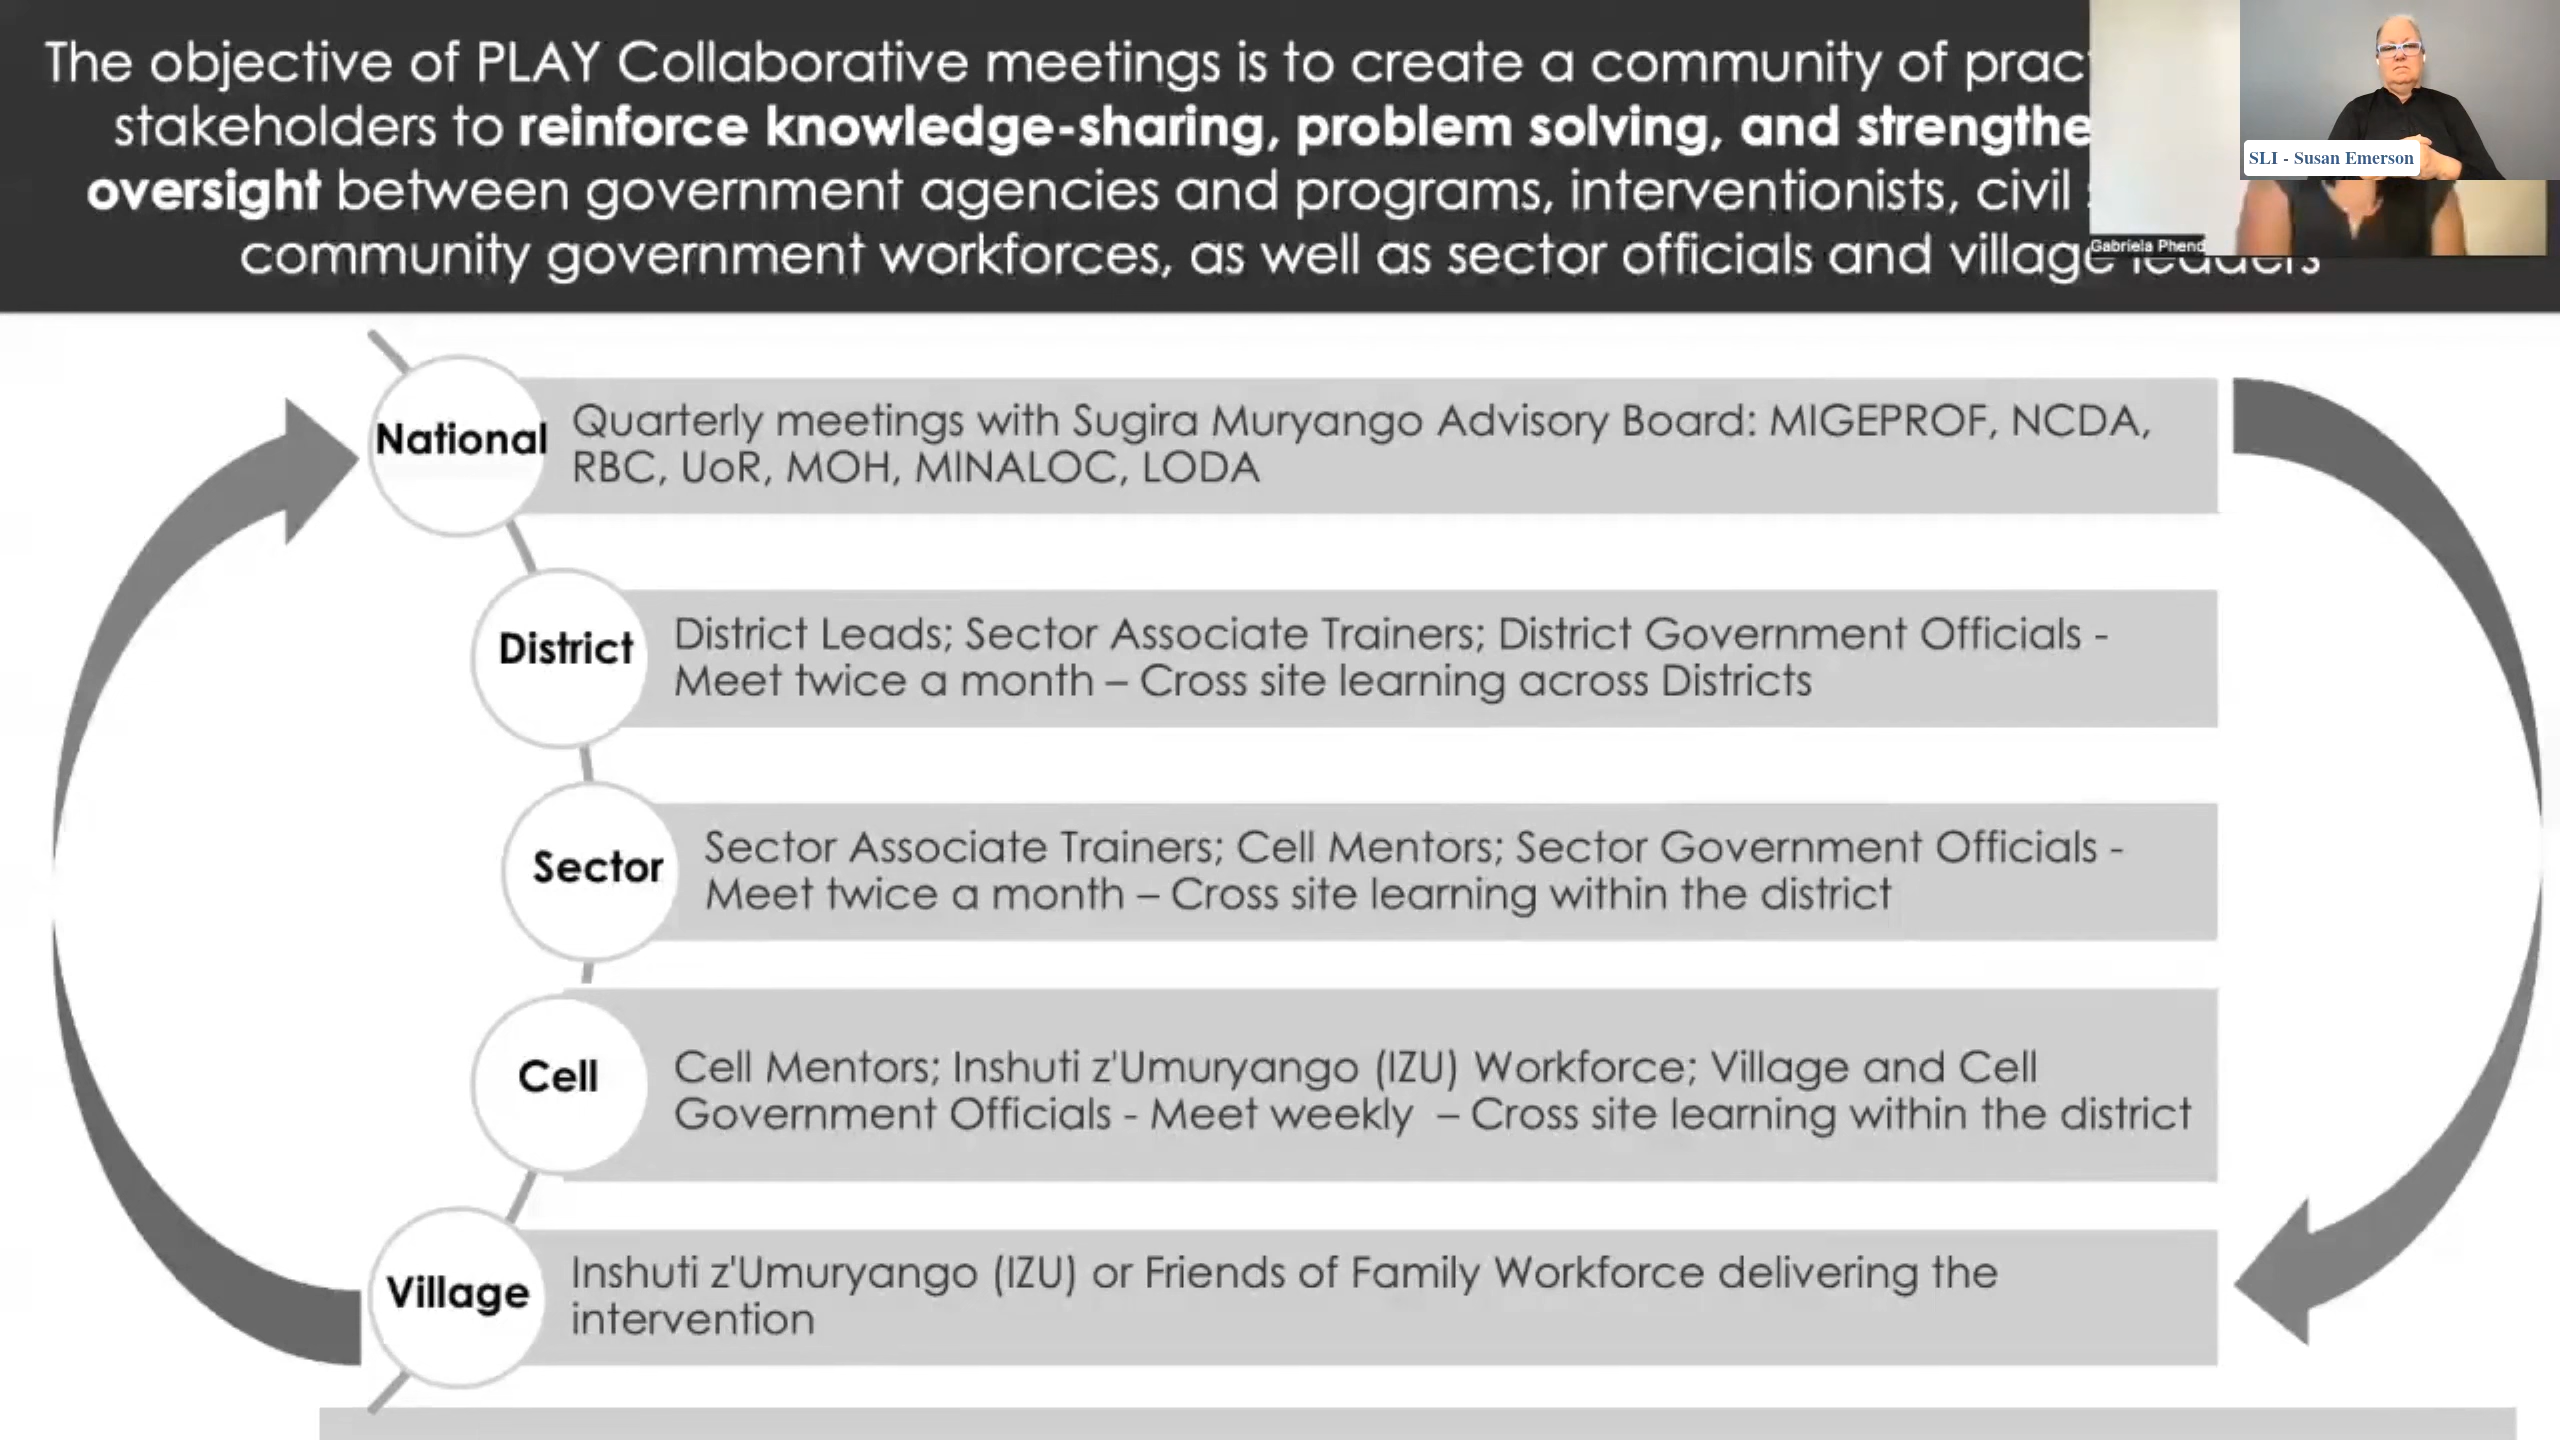 The objective of PLAY Collaborative meetings is to create a community of
stakeholders to reinforce knowledge-sharing, problem solving, and
oversight between government agencies and programs, interventionists, civil
community government workforces, as well as sector officials and village
SLI - Susan Emerson
Gabriela Phend
National
Quarterly meetings with Sugira Muryango Advisory Board: MIGEPROF, NCDA,
RBC, UoR, MOH, MINALOC, LODA
District
District Leads; Sector Associate Trainers; District Government Officials -
Meet twice a month – Cross site learning across Districts
Sector
Sector Associate Trainers; Cell Mentors; Sector Government Officials -
Meet twice a month – Cross site learning within the district
Cell
Cell Mentors; Inshuti z'Umuryango (IZU) Workforce; Village and Cell
Government Officials - Meet weekly – Cross site learning within the district
Village
Inshuti z'Umuryango (IZU) or Friends of Family Workforce delivering the
intervention